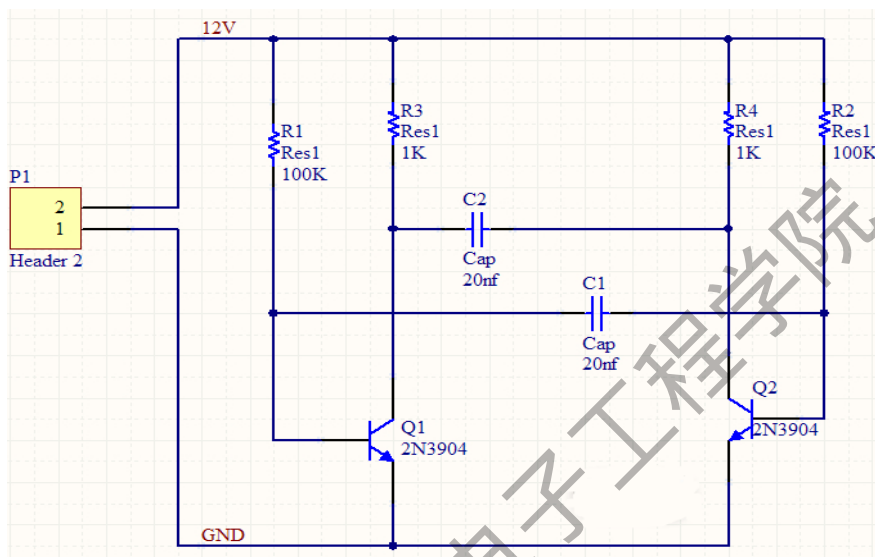 12V
R1
Res1
100K
R3
Res1
1K
R4
Res1
1K
R2
Res1
100K
P1
2
1
Header 2
C2
Cap
20nf
C1
Cap
20nf
Q1
2N3904
Q2
2N3904
GND
电子工程学院